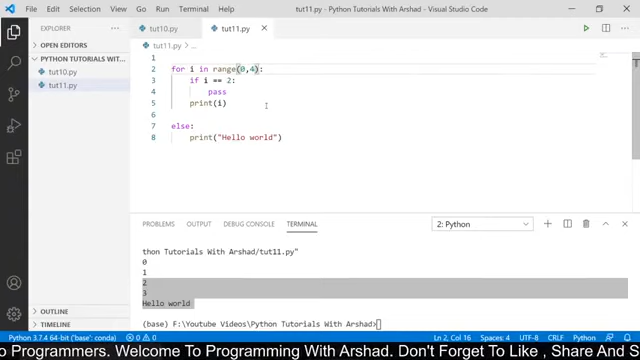 File Edit Selection View Go Run Terminal Help
tut11.py - Python Tutorials With Arshad - Visual Studio Code
EXPLORER
OPEN EDITORS
PYTHON TUTORIALS WITH...
tut10.py
tut11.py
OUTLINE
TIMELINE
tut10.py
tut11.py
tut11.py > ...
1
2 for i in range(0,4):
3 if i == 2:
4 pass
5 print(i)
6
7 else:
8 print("Hello world")
PROBLEMS OUTPUT DEBUG CONSOLE TERMINAL
2: Python
thon Tutorials With Arshad/tut11.py"
0
1
2
3
Hello world
(base) F:\Youtube Videos\Python Tutorials With Arshad>
Python 3.7.4 64-bit ('base': conda) 0 0
Ln 2, Col 16 Spaces: 4 UTF-8 CRLF Python
o Programmers. Welcome To Programming With Arshad. Don't Forget To Like , Share And S